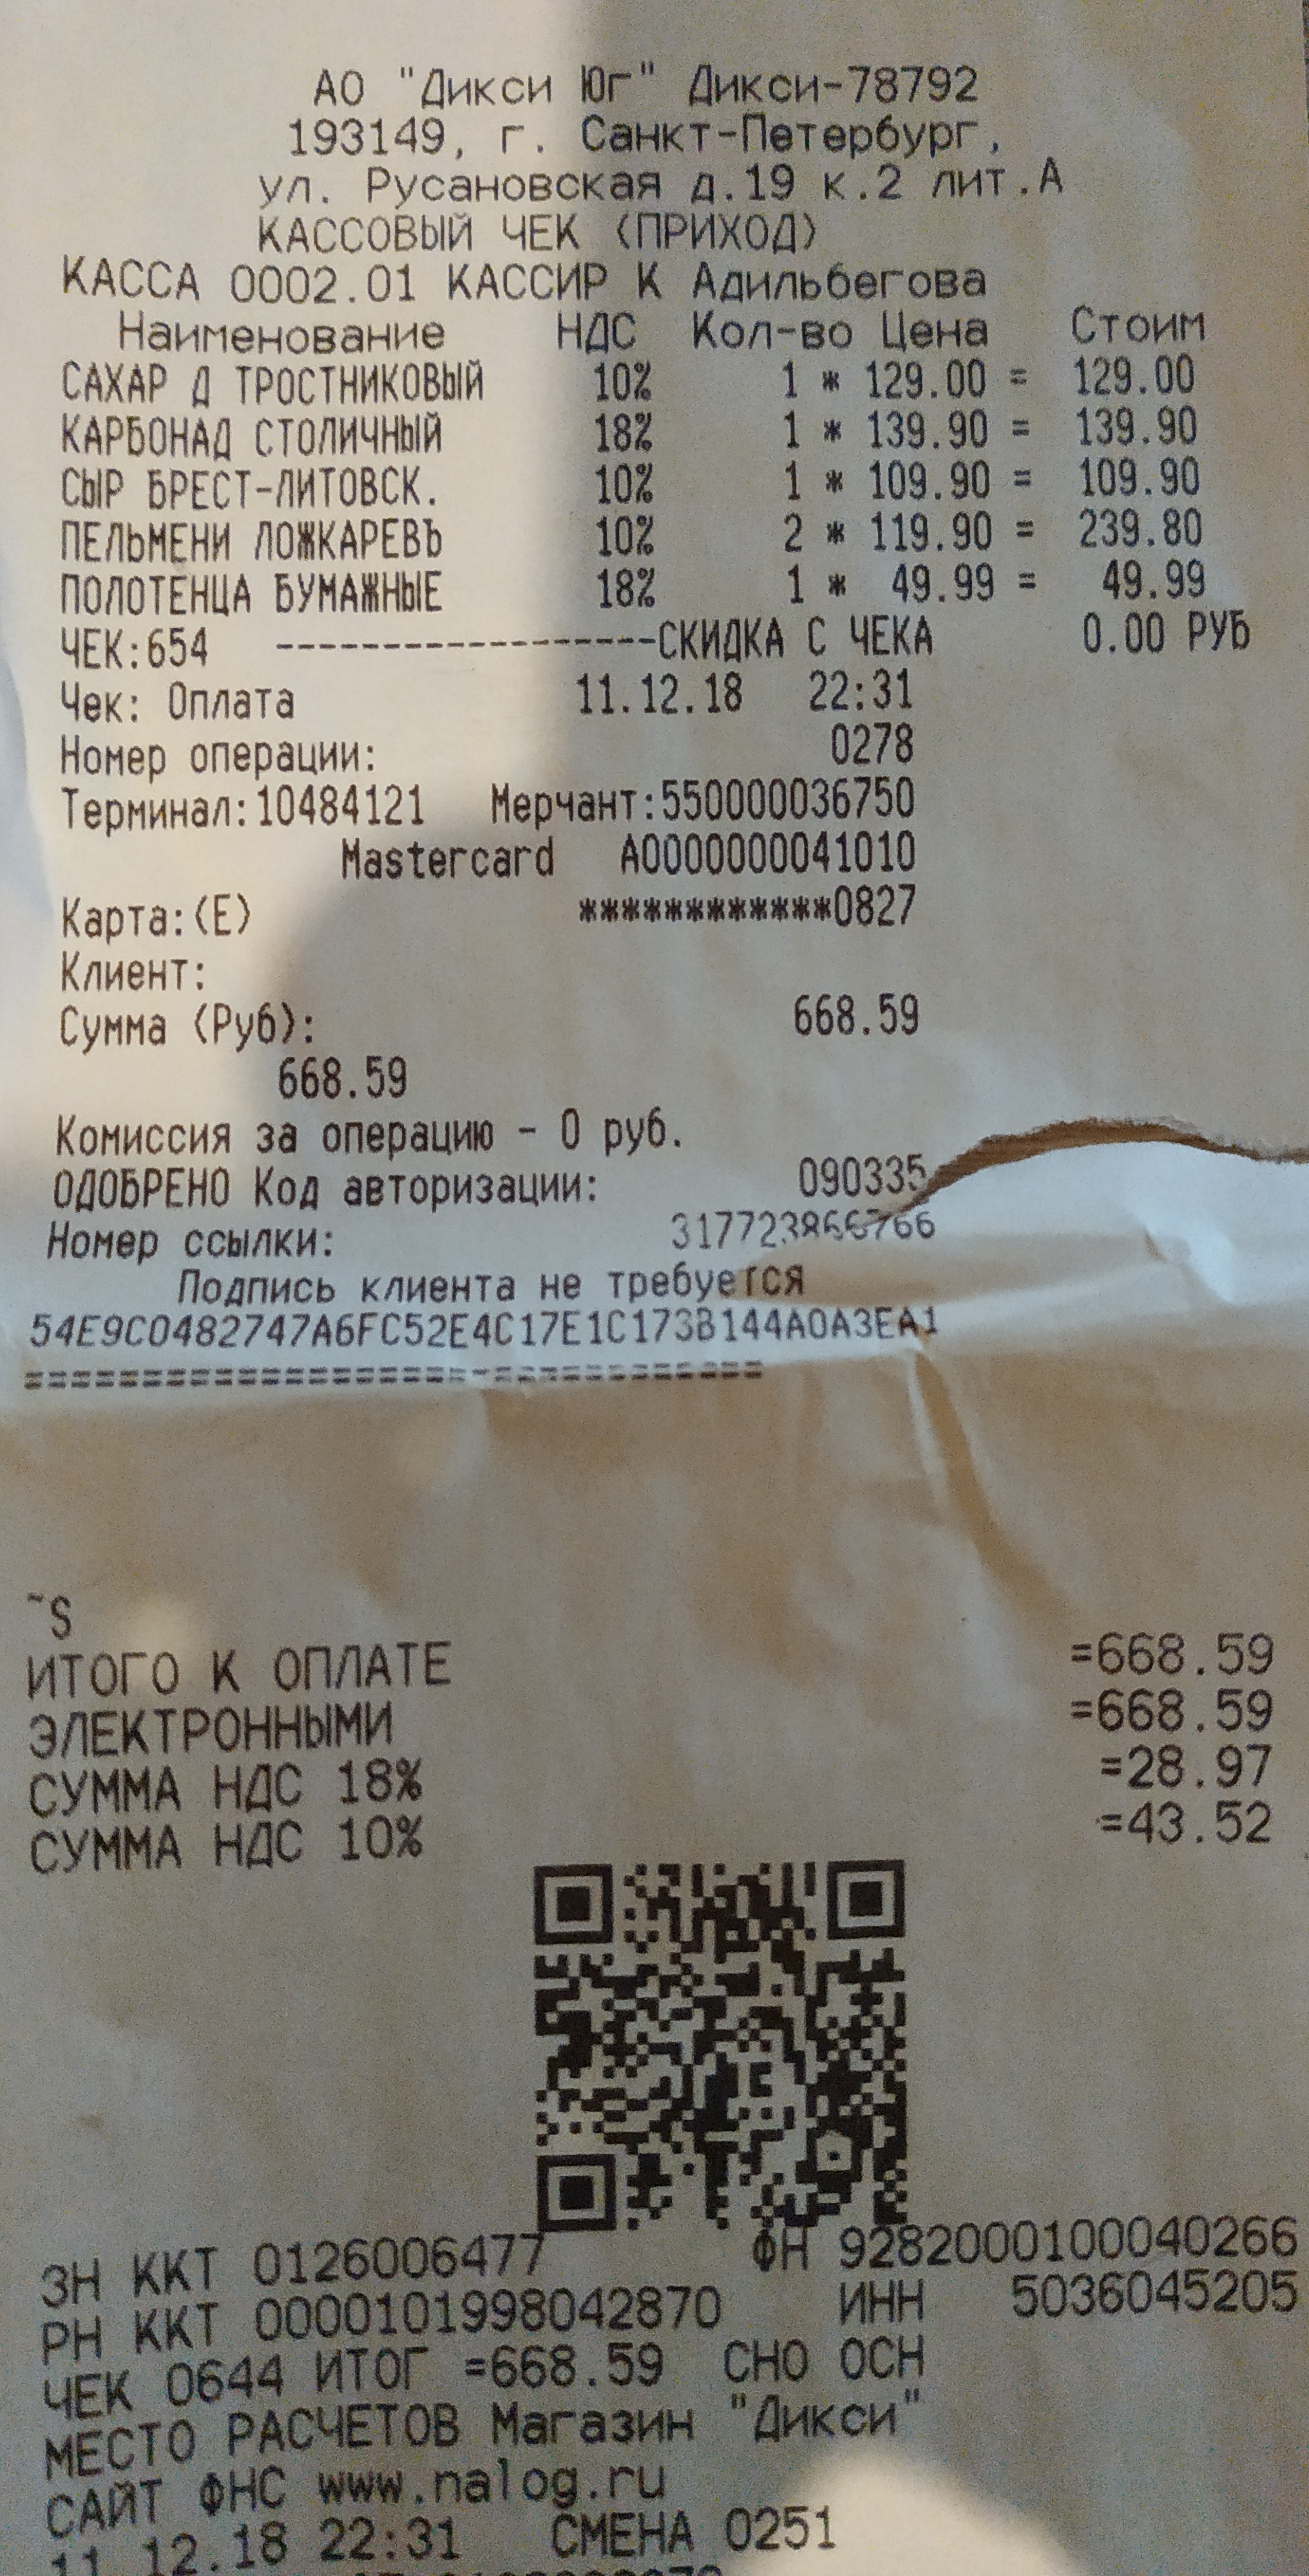 АО "Дикси Юг" Дикси-78792
193149, г. Санкт-Петербург,
ул. Русановская д.19 к.2 лит.А
КАССОВЫЙ ЧЕК (ПРИХОД)
КАССА 0002.01 КАССИР К Адильбегова
Наименование НДС Кол-во Цена Стоим
САХАР Д ТРОСТНИКОВЫЙ 10% 1 * 129.00 = 129.00
КАРБОНАД СТОЛИЧНЫЙ 18% 1 * 139.90 = 139.90
СЫР БРЕСТ-ЛИТОВСК. 10% 1 * 109.90 = 109.90
ПЕЛЬМЕНИ ЛОЖКАРЕВЪ 10% 2 * 119.90 = 239.80
ПОЛОТЕНЦА БУМАЖНЫЕ 18% 1 * 49.99 = 49.99
ЧЕК:654 ------------------СКИДКА С ЧЕКА 0.00 РУБ
Чек: Оплата 11.12.18 22:31
Номер операции: 0278
Терминал:10484121 Мерчант:550000036750
Mastercard A0000000041010
Карта:(E) ************0827
Клиент:
Сумма (Руб): 668.59
668.59
Комиссия за операцию - 0 руб.
ОДОБРЕНО Код авторизации: 090335
Номер ссылки:
Подпись клиента не требуется
54E9C0482747A6FC52E4C17E1C173B144A0A3EA1
================================
~S
ИТОГО К ОПЛАТЕ =668.59
ЭЛЕКТРОННЫМИ =668.59
СУММА НДС 18% =28.97
СУММА НДС 10% =43.52
ЗН ККТ 0126006477 ФН 9282000100040266
РН ККТ 0000101998042870 ИНН 5036045205
ЧЕК 0644 ИТОГ =668.59 СНО ОСН
МЕСТО РАСЧЕТОВ Магазин "Дикси"
САЙТ ФНС www.nalog.ru
11.12.18 22:31 СМЕНА 0251